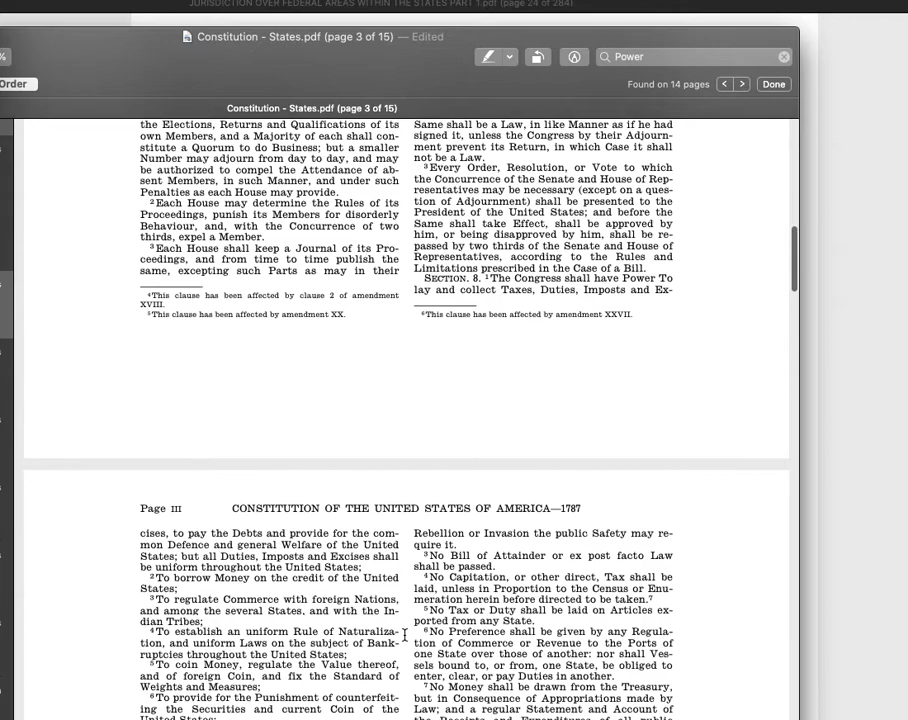 JURISDICTION OVER FEDERAL AREAS WITHIN THE STATES PART 1.pdf (page 24 of 284)
Constitution - States.pdf (page 3 of 15) — Edited
%
Power
Order
Found on 14 pages
Done
Constitution - States.pdf (page 3 of 15)
the Elections, Returns and Qualifications of its
own Members, and a Majority of each shall con-
stitute a Quorum to do Business; but a smaller
Number may adjourn from day to day, and may
be authorized to compel the Attendance of ab-
sent Members, in such Manner, and under such
Penalties as each House may provide.
²Each House may determine the Rules of its
Proceedings, punish its Members for disorderly
Behaviour, and, with the Concurrence of two
thirds, expel a Member.
³Each House shall keep a Journal of its Pro-
ceedings, and from time to time publish the
same, excepting such Parts as may in their
⁴This clause has been affected by clause 2 of amendment
XVIII.
⁵This clause has been affected by amendment XX.
Same shall be a Law, in like Manner as if he had
signed it, unless the Congress by their Adjourn-
ment prevent its Return, in which Case it shall
not be a Law.
³Every Order, Resolution, or Vote to which
the Concurrence of the Senate and House of Rep-
resentatives may be necessary (except on a ques-
tion of Adjournment) shall be presented to the
President of the United States; and before the
Same shall take Effect, shall be approved by
him, or being disapproved by him, shall be re-
passed by two thirds of the Senate and House of
Representatives, according to the Rules and
Limitations prescribed in the Case of a Bill.
SECTION. 8. ¹The Congress shall have Power To
lay and collect Taxes, Duties, Imposts and Ex-
⁶This clause has been affected by amendment XXVII.
Page III CONSTITUTION OF THE UNITED STATES OF AMERICA—1787
cises, to pay the Debts and provide for the com-
mon Defence and general Welfare of the United
States; but all Duties, Imposts and Excises shall
be uniform throughout the United States;
²To borrow Money on the credit of the United
States;
³To regulate Commerce with foreign Nations,
and among the several States, and with the In-
dian Tribes;
⁴To establish an uniform Rule of Naturaliza-
tion, and uniform Laws on the subject of Bank-
ruptcies throughout the United States;
⁵To coin Money, regulate the Value thereof,
and of foreign Coin, and fix the Standard of
Weights and Measures;
⁶To provide for the Punishment of counterfeit-
ing the Securities and current Coin of the
United States;
Rebellion or Invasion the public Safety may re-
quire it.
³No Bill of Attainder or ex post facto Law
shall be passed.
⁴No Capitation, or other direct, Tax shall be
laid, unless in Proportion to the Census or Enu-
meration herein before directed to be taken.⁷
⁵No Tax or Duty shall be laid on Articles ex-
ported from any State.
⁶No Preference shall be given by any Regula-
tion of Commerce or Revenue to the Ports of
one State over those of another: nor shall Ves-
sels bound to, or from, one State, be obliged to
enter, clear, or pay Duties in another.
⁷No Money shall be drawn from the Treasury,
but in Consequence of Appropriations made by
Law; and a regular Statement and Account of
the Receipts and Expenditures of all public